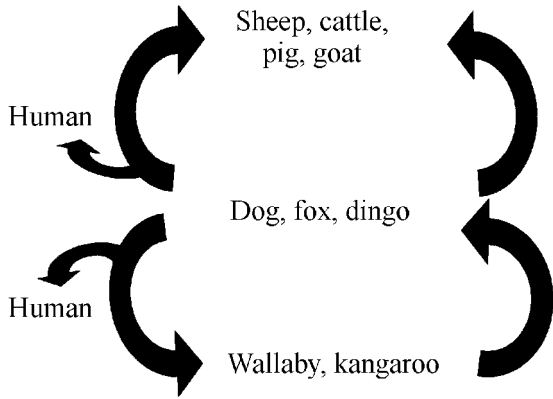 Sheep, cattle,
pig, goat
Human
Dog, fox, dingo
Human
Wallaby, kangaroo